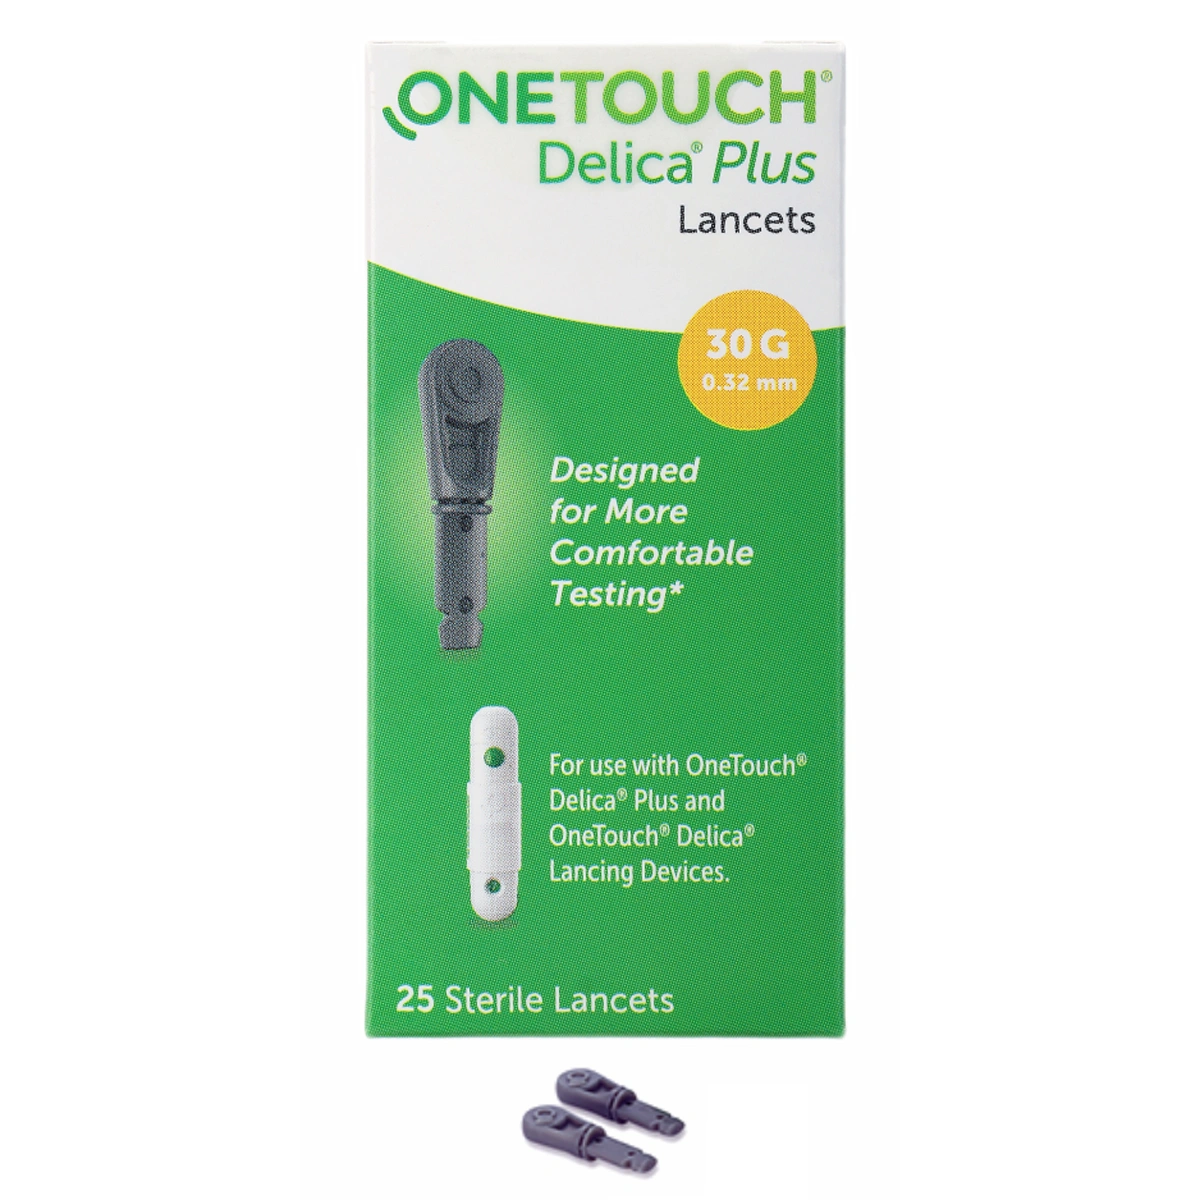 ONETOUCH®
Delica® Plus
Lancets
30 G
0.32 mm
Designed
for More
Comfortable
Testing*
For use with OneTouch®
Delica® Plus and
OneTouch® Delica®
Lancing Devices.
25 Sterile Lancets